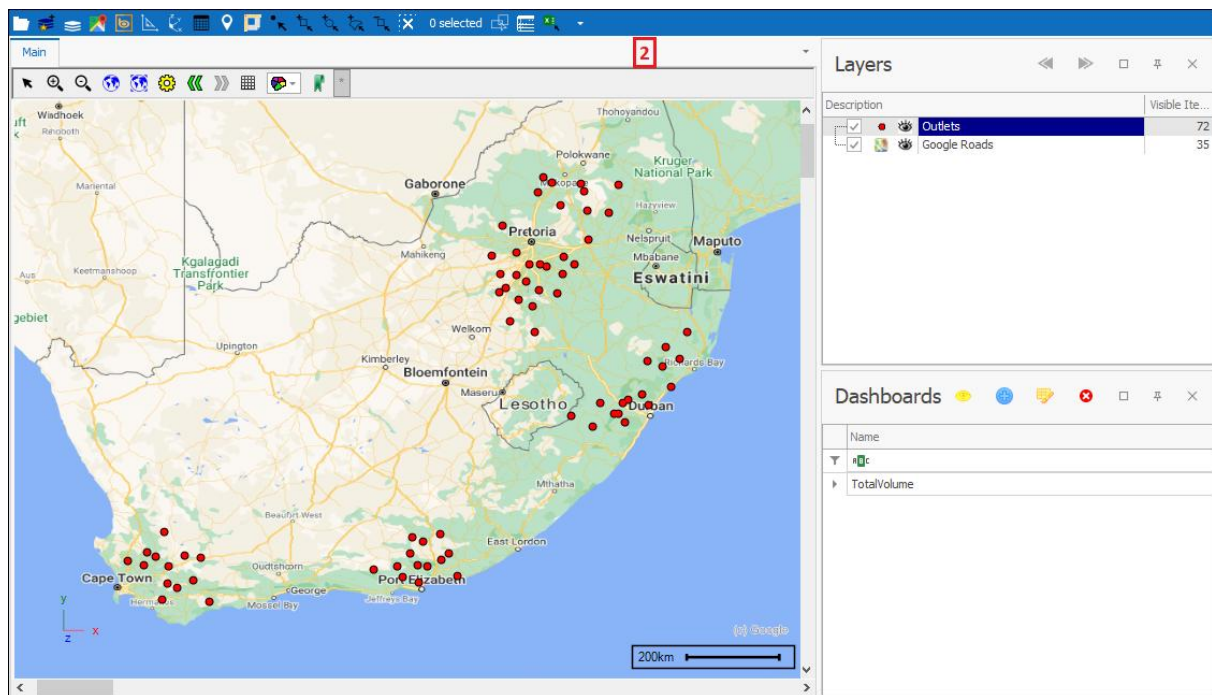 0 selected
Main
2
Layers
Description
Visible Ite...
Outlets
72
Google Roads
35
Dashboards
Name
TotalVolume
Windhoek
Rehoboth
Mariental
Aus
Keetmanshoop
gebiet
Kgalagadi
Transfrontier
Park
Gaborone
Mahikeng
Thohoyandou
Polokwane
Kruger
National Park
Hazyview
Pretoria
Nelspruit
Maputo
Mbabane
Eswatini
Welkom
Upington
Kimberley
Bloemfontein
Maseru
Lesotho
Richards Bay
Durban
Mthatha
Beaufort West
East London
Oudtshoorn
Cape Town
Hermanus
Mossel Bay
George
Jeffreys Bay
Port Elizabeth
y
x
z
(c) Google
200km